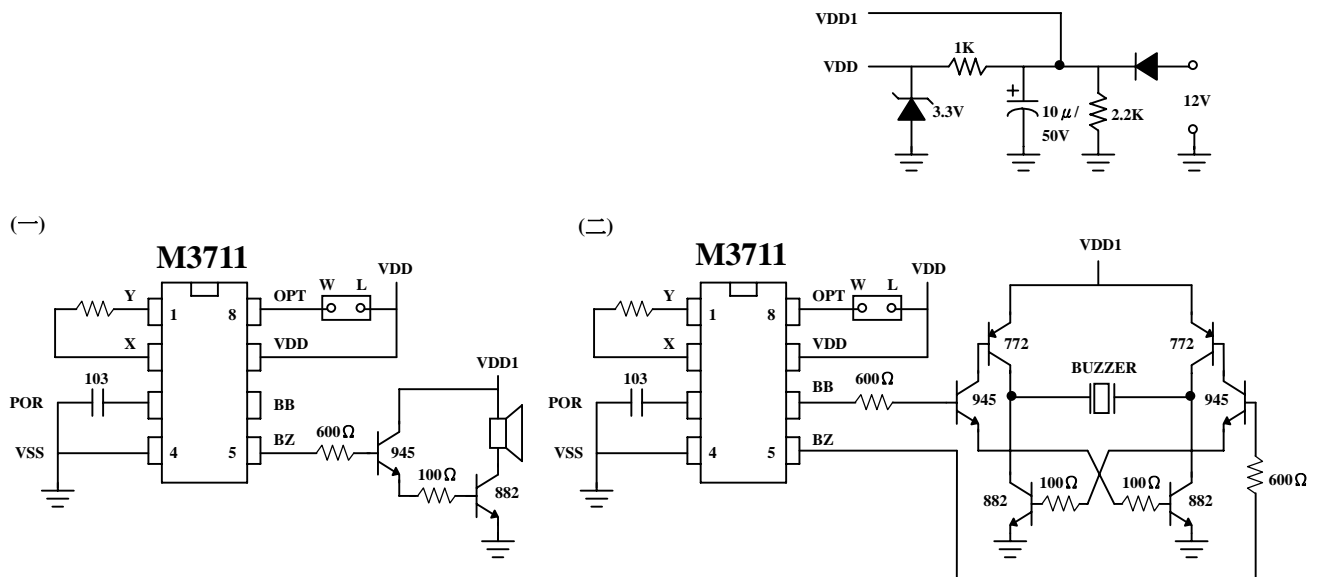 VDD1
1K
VDD
3.3V
10μ/
50V
2.2K
12V
(一)
M3711
VDD
W L
Y
OPT
1
8
X
VDD
VDD1
103
POR
BB
BZ
600Ω
VSS
4
5
945
100Ω
882
(二)
M3711
VDD
W L
Y
OPT
1
8
X
VDD
103
POR
BB
600Ω
BZ
VSS
4
5
VDD1
772
772
BUZZER
945
945
100Ω
100Ω
882
882
600Ω